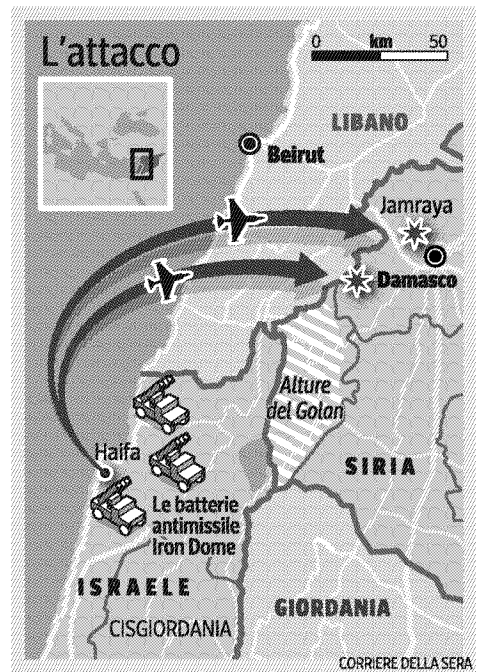 L'attacco
0 km 50
LIBANO
Beirut
Jamraya
Damasco
Alture
del Golan
Haifa
SIRIA
Le batterie
antimissile
Iron Dome
ISRAELE
GIORDANIA
CISGIORDANIA
CORRIERE DELLA SERA